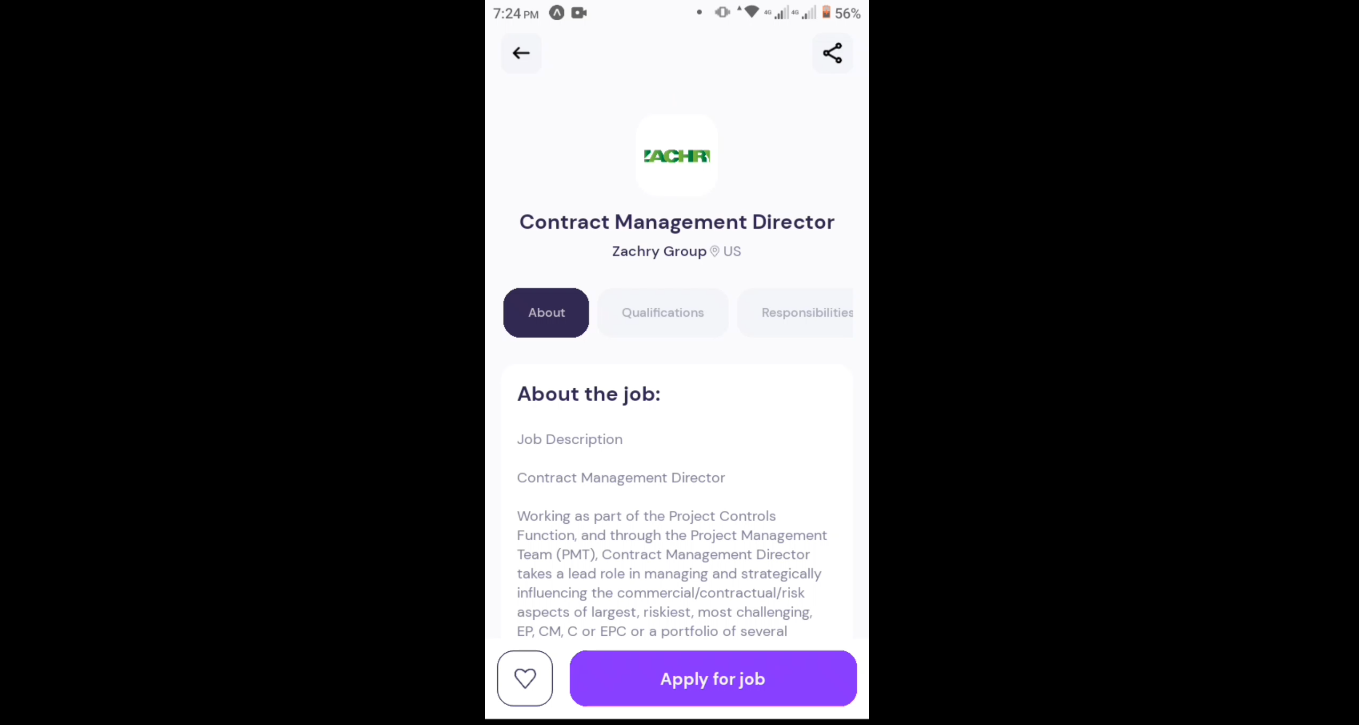 7:24 PM
56%
ZACHRY
Contract Management Director
Zachry Group US
About Qualifications Responsibilities
About the job:
Job Description
Contract Management Director
Working as part of the Project Controls
Function, and through the Project Management
Team (PMT), Contract Management Director
takes a lead role in managing and strategically
influencing the commercial/contractual/risk
aspects of largest, riskiest, most challenging,
EP, CM, C or EPC or a portfolio of several
Apply for job